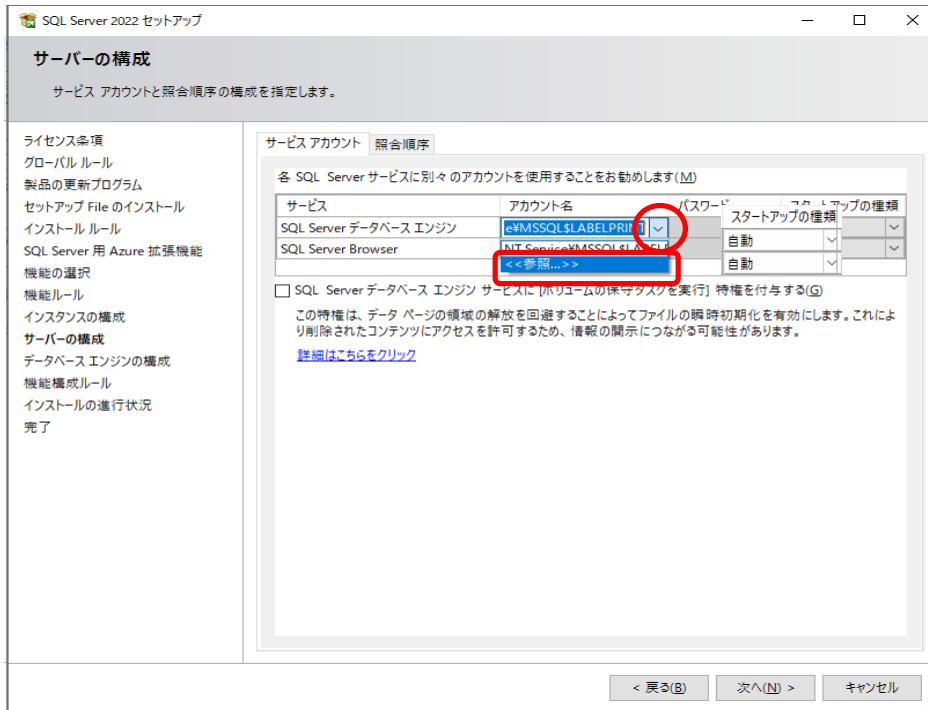 SQL Server 2022 セットアップ
サーバーの構成
サービス アカウントと照合順序の構成を指定します。
ライセンス条項
グローバル ルール
製品の更新プログラム
セットアップ File のインストール
インストール ルール
SQL Server 用 Azure 拡張機能
機能の選択
機能ルール
インスタンスの構成
サーバーの構成
データベース エンジンの構成
機能構成ルール
インストールの進行状況
完了
サービス アカウント 照合順序
各 SQL Server サービスに別々のアカウントを使用することをお勧めします(M)
サービス アカウント名 パスワード スタートアップの種類
スタートアップの種類
SQL Server データベース エンジン e¥MSSQL$LABELPRINT 自動
SQL Server Browser NT Service¥MSSQL$LABEL 自動
<<参照...>>
SQL Server データベース エンジン サービスに [ボリュームの保守タスクを実行] 特権を付与する(G)
この特権は、データ ページの領域の解放を回避することによってファイルの瞬時初期化を有効にします。これによ
り削除されたコンテンツにアクセスを許可するため、情報の開示につながる可能性があります。
詳細はこちらをクリック
< 戻る(B) 次へ(N) > キャンセル